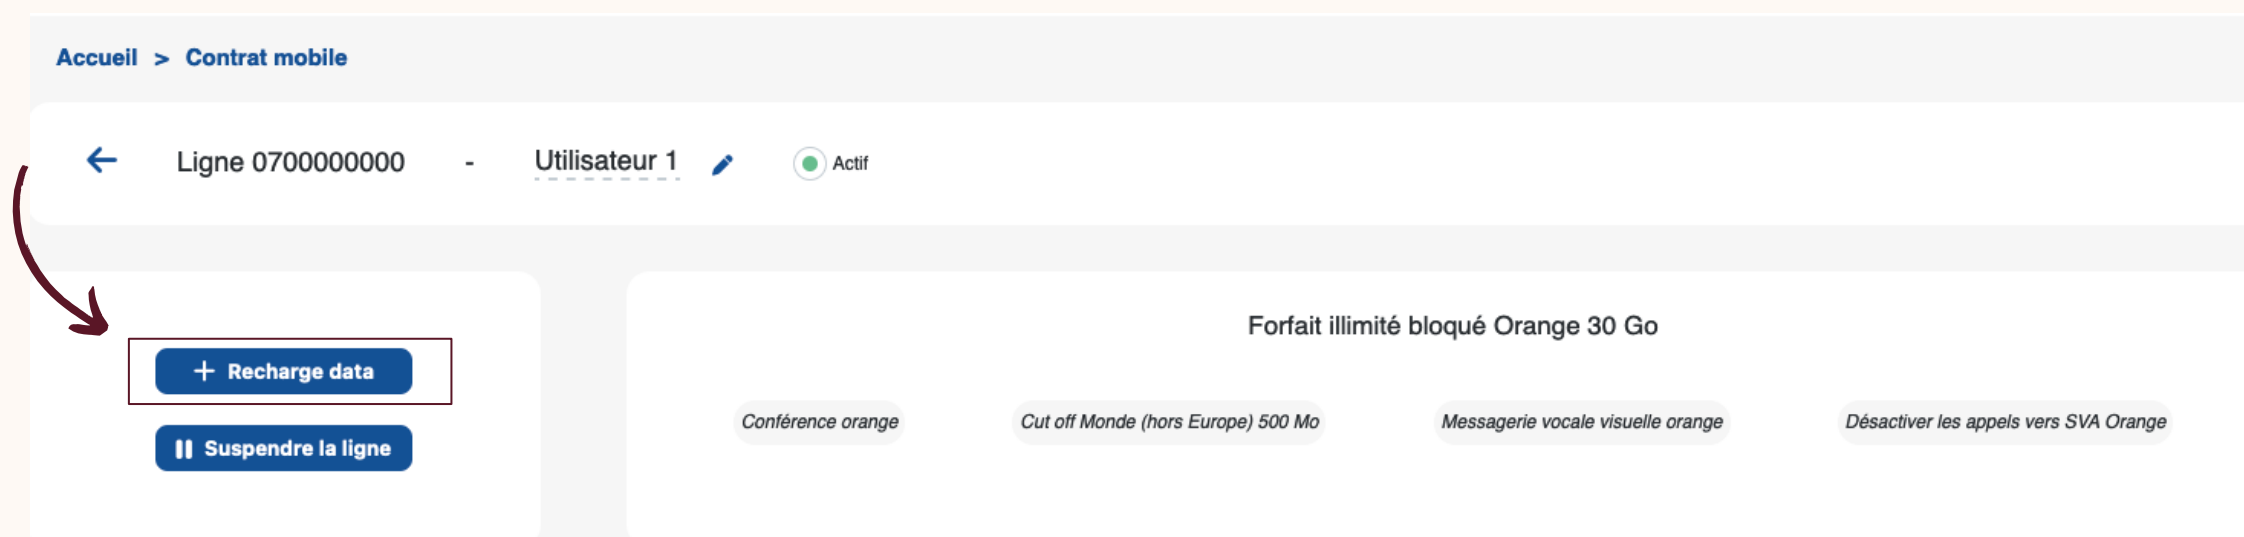 Accueil > Contrat mobile
Ligne 0700000000 - Utilisateur 1 Actif
+ Recharge data
Suspendre la ligne
Forfait illimité bloqué Orange 30 Go
Conférence orange Cut off Monde (hors Europe) 500 Mo Messagerie vocale visuelle orange Désactiver les appels vers SVA Orange